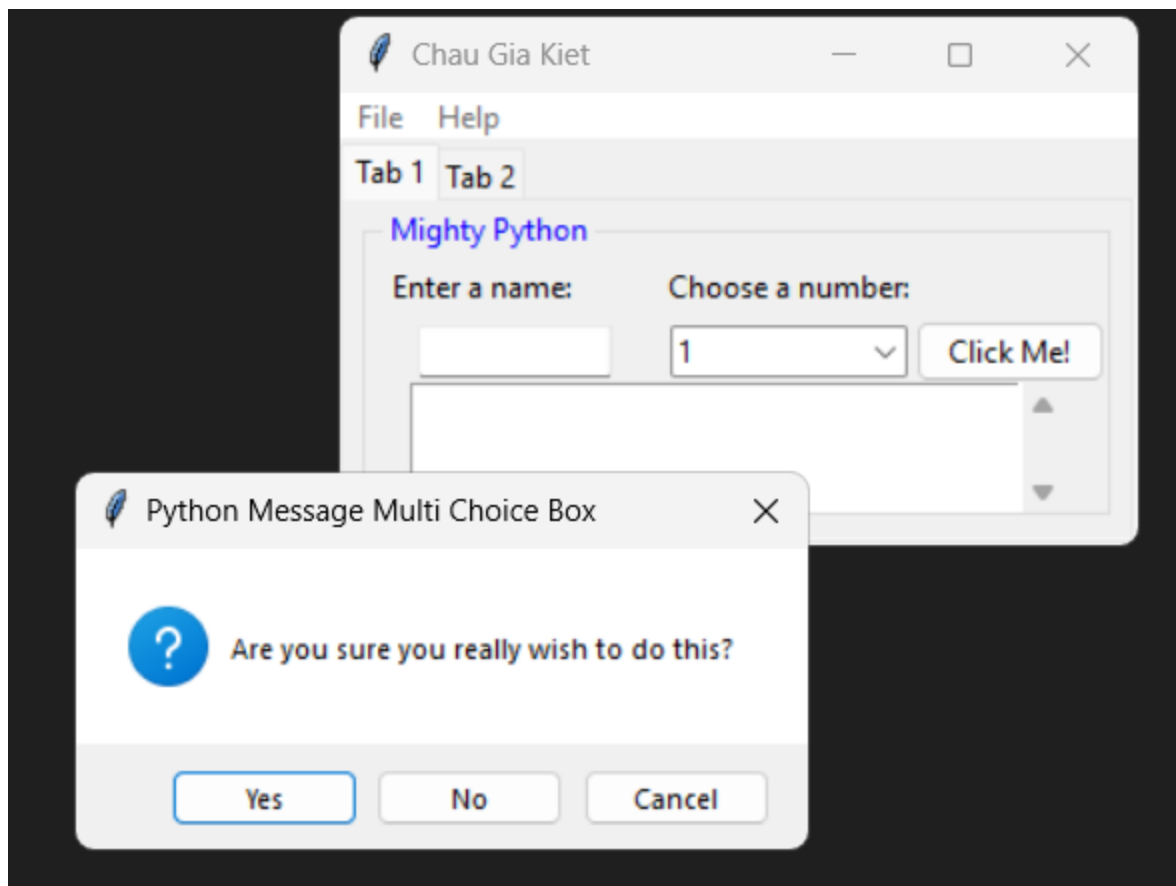 Chau Gia Kiet
File Help
Tab 1 Tab 2
Mighty Python
Enter a name: Choose a number:
1 Click Me!
Python Message Multi Choice Box
? Are you sure you really wish to do this?
Yes No Cancel